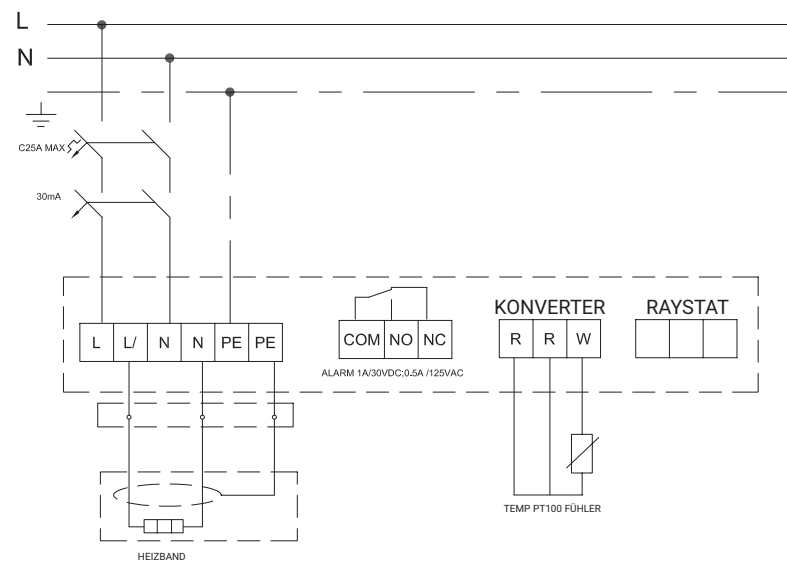 L
N
C25A MAX
30mA
KONVERTER RAYSTAT
L L/ N N PE PE COM NO NC R R W
ALARM 1A/30VDC;0.5A /125VAC
TEMP PT100 FÜHLER
HEIZBAND